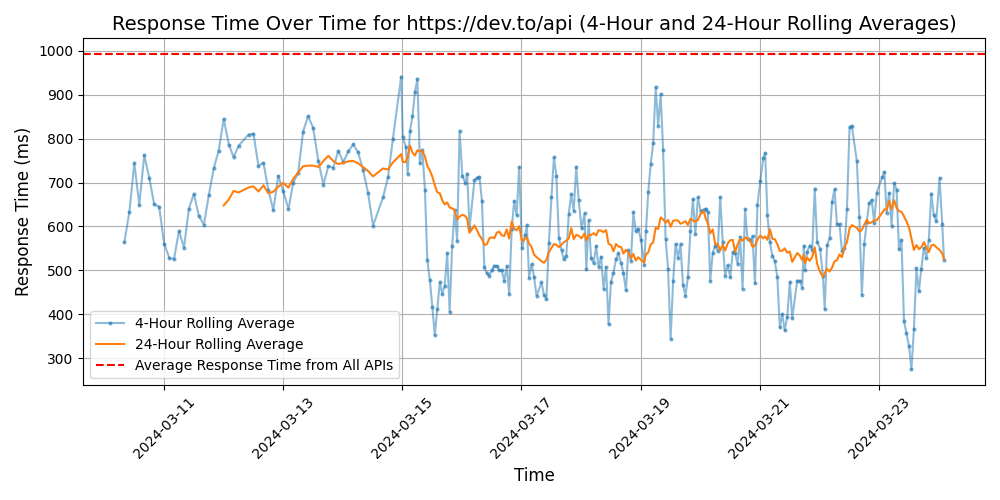 Response Time Over Time for https://dev.to/api (4-Hour and 24-Hour Rolling Averages)
Response Time (ms)
1000
900
800
700
600
500
400
300
4-Hour Rolling Average
24-Hour Rolling Average
Average Response Time from All APIs
2024-03-11
2024-03-13
2024-03-15
2024-03-17
2024-03-19
2024-03-21
2024-03-23
Time